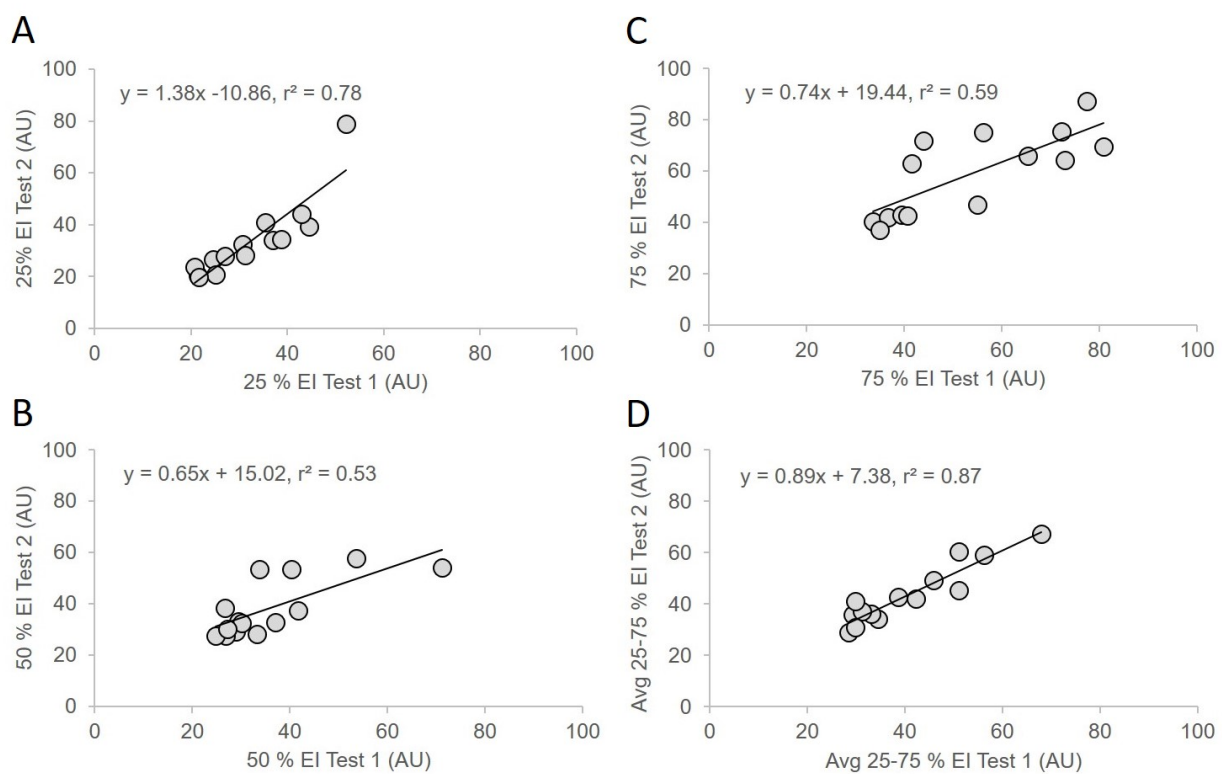 A
100
80
60
40
20
0
25% EI Test 2 (AU)
y = 1.38x -10.86, r² = 0.78
0 20 40 60 80 100
25 % EI Test 1 (AU)
B
100
80
60
40
20
0
50 % EI Test 2 (AU)
y = 0.65x + 15.02, r² = 0.53
0 20 40 60 80 100
50 % EI Test 1 (AU)
C
100
80
60
40
20
0
75 % EI Test 2 (AU)
y = 0.74x + 19.44, r² = 0.59
0 20 40 60 80 100
75 % EI Test 1 (AU)
D
100
80
60
40
20
0
Avg 25-75 % EI Test 2 (AU)
y = 0.89x + 7.38, r² = 0.87
0 20 40 60 80 100
Avg 25-75 % EI Test 1 (AU)